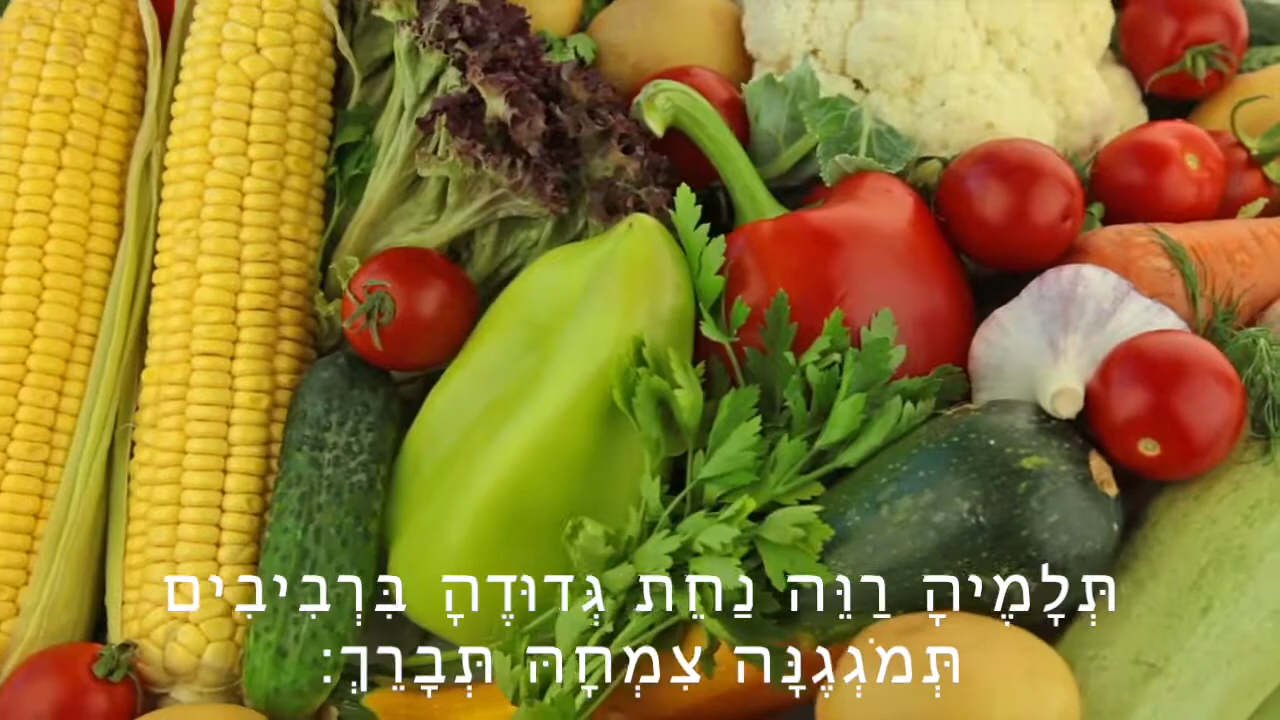 תְּלָמֶיהָ רַוֵּה נַחֵת גְּדוּדֶהָ בִּרְבִיבִים
תְּמֹגְגֶנָּה צִמְחָהּ תְּבָרֵךְ: